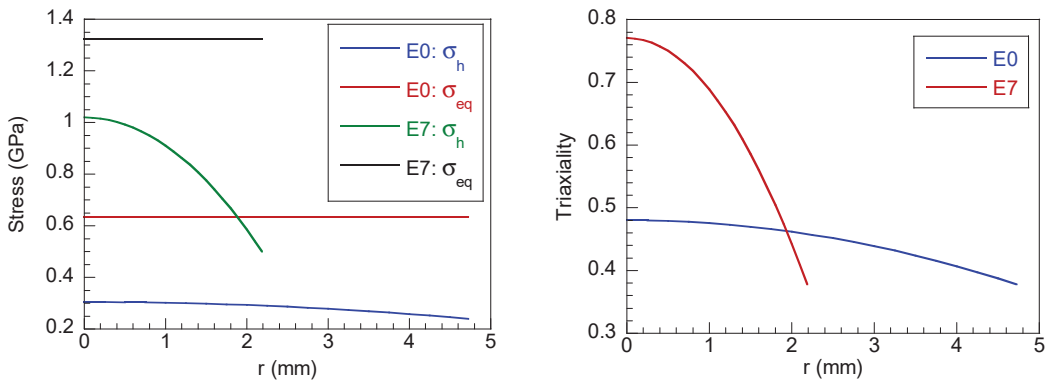 1.4
1.2
1
0.8
0.6
0.4
0.2
Stress (GPa)
0 1 2 3 4 5
r (mm)
E0: σh
E0: σeq
E7: σh
E7: σeq
0.8
0.7
0.6
0.5
0.4
0.3
Triaxiality
0 1 2 3 4 5
r (mm)
E0
E7